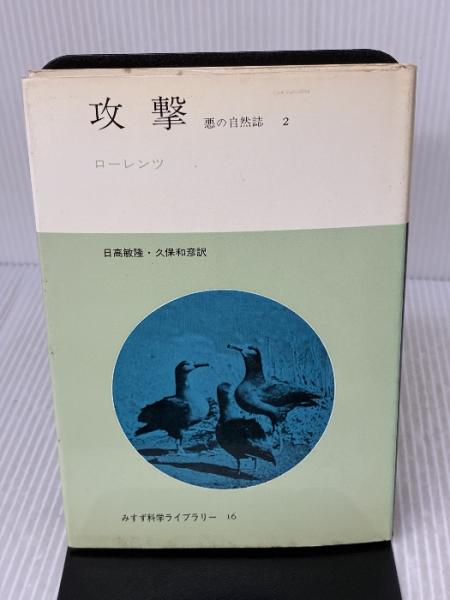 攻撃 悪の自然誌 2
ローレンツ
日高敏隆・久保和彦訳
みすず科学ライブラリー 16